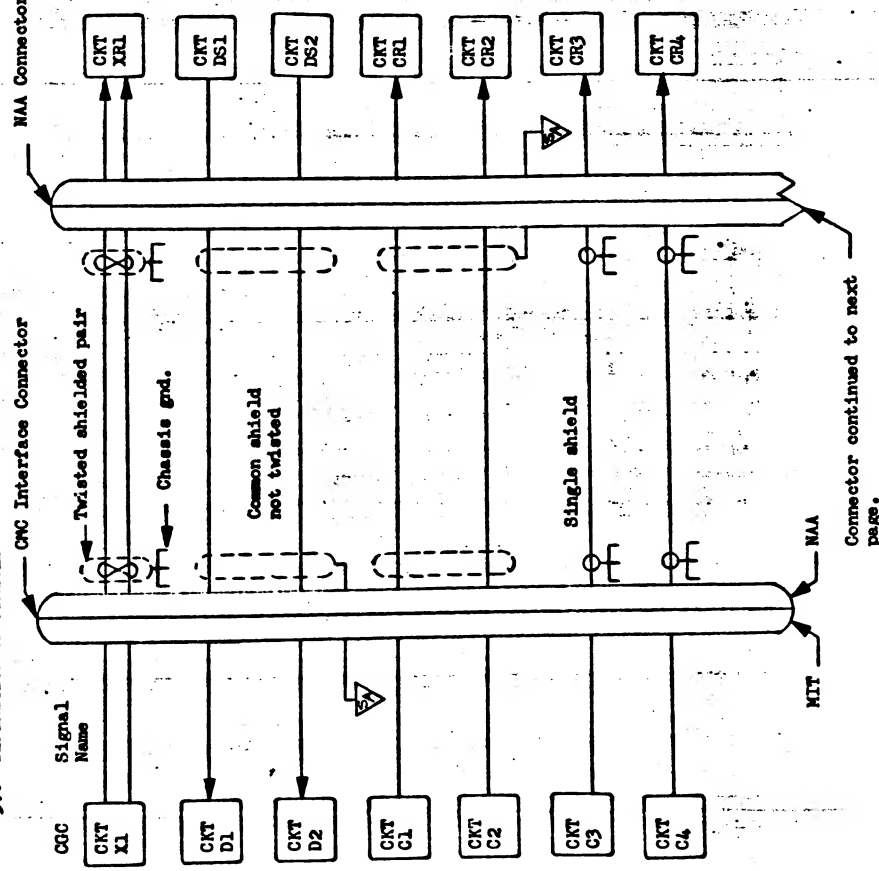 NAA Connector
CMC Interface Connector
CGC
Signal
Name
Twisted shielded pair
Chassis gnd.
CKT
X1
CKT
XR1
CKT
D1
CKT
DS1
Common shield
not twisted
CKT
D2
CKT
DS2
5A
CKT
C1
CKT
CR1
CKT
C2
CKT
CR2
5A
Single shield
CKT
C3
CKT
CR3
CKT
C4
CKT
CR4
MIT
NAA
Connector continued to next
page.